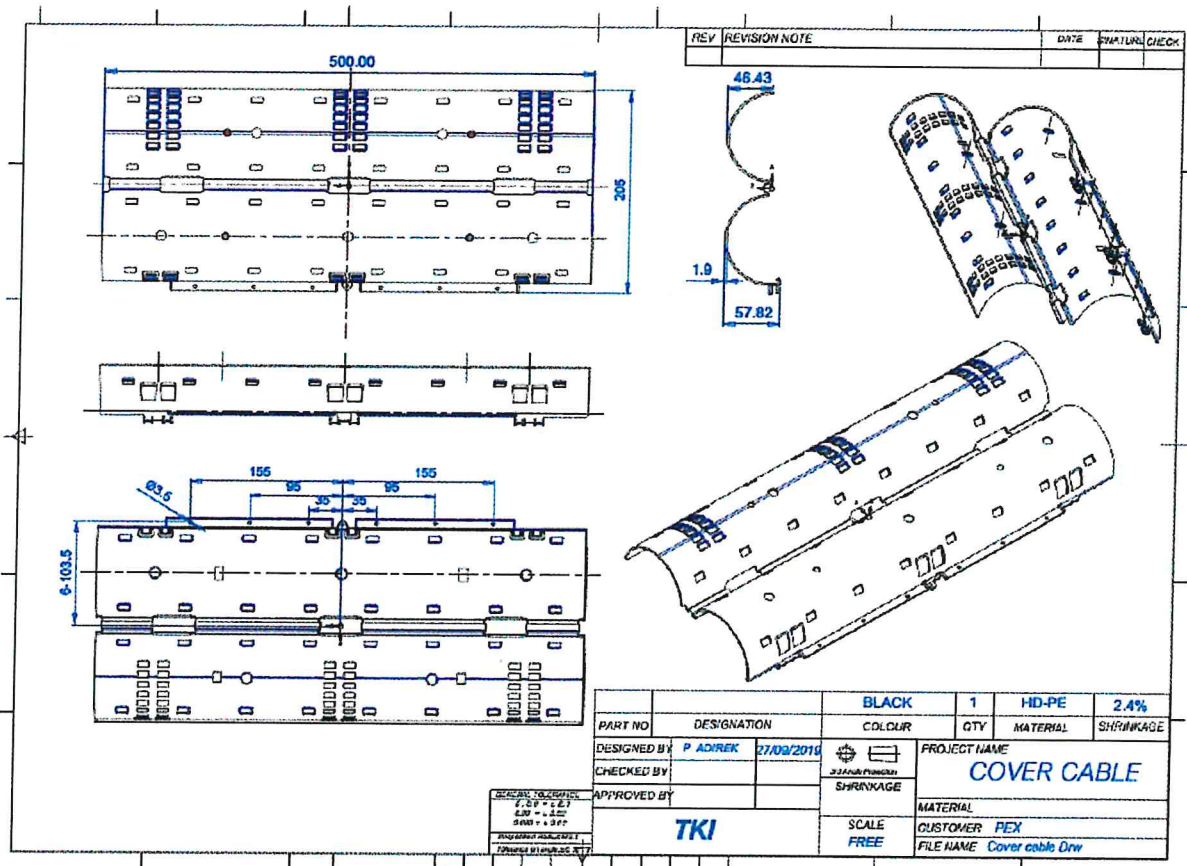 REV REVISION NOTE DATE SIGNATURE CHECK
500.00
205
46.43
1.9
57.82
155 155
95 95
35 35
Ø3.5
6-103.5
BLACK 1 HD-PE 2.4%
PART NO DESIGNATION COLOUR QTY MATERIAL SHRINKAGE
DESIGNED BY P ADIREK 27/09/2019
CHECKED BY
APPROVED BY
SHRINKAGE
TKI
SCALE
FREE
PROJECT NAME
COVER CABLE
MATERIAL
CUSTOMER PEX
FILE NAME Cover cable Drw
GENERAL TOLERANCE